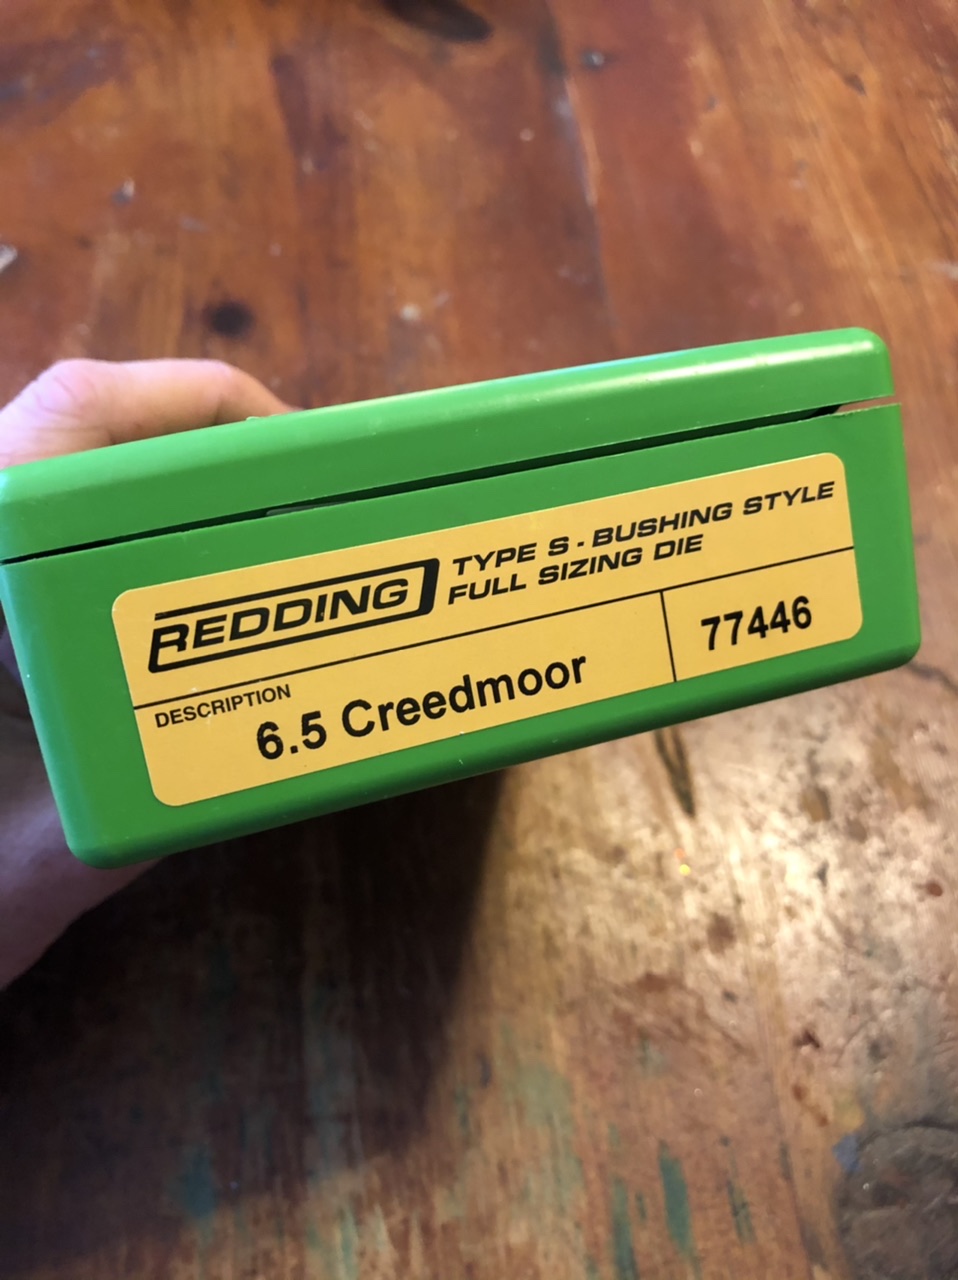 REDDING
TYPE S - BUSHING STYLE
FULL SIZING DIE
DESCRIPTION
6.5 Creedmoor
77446